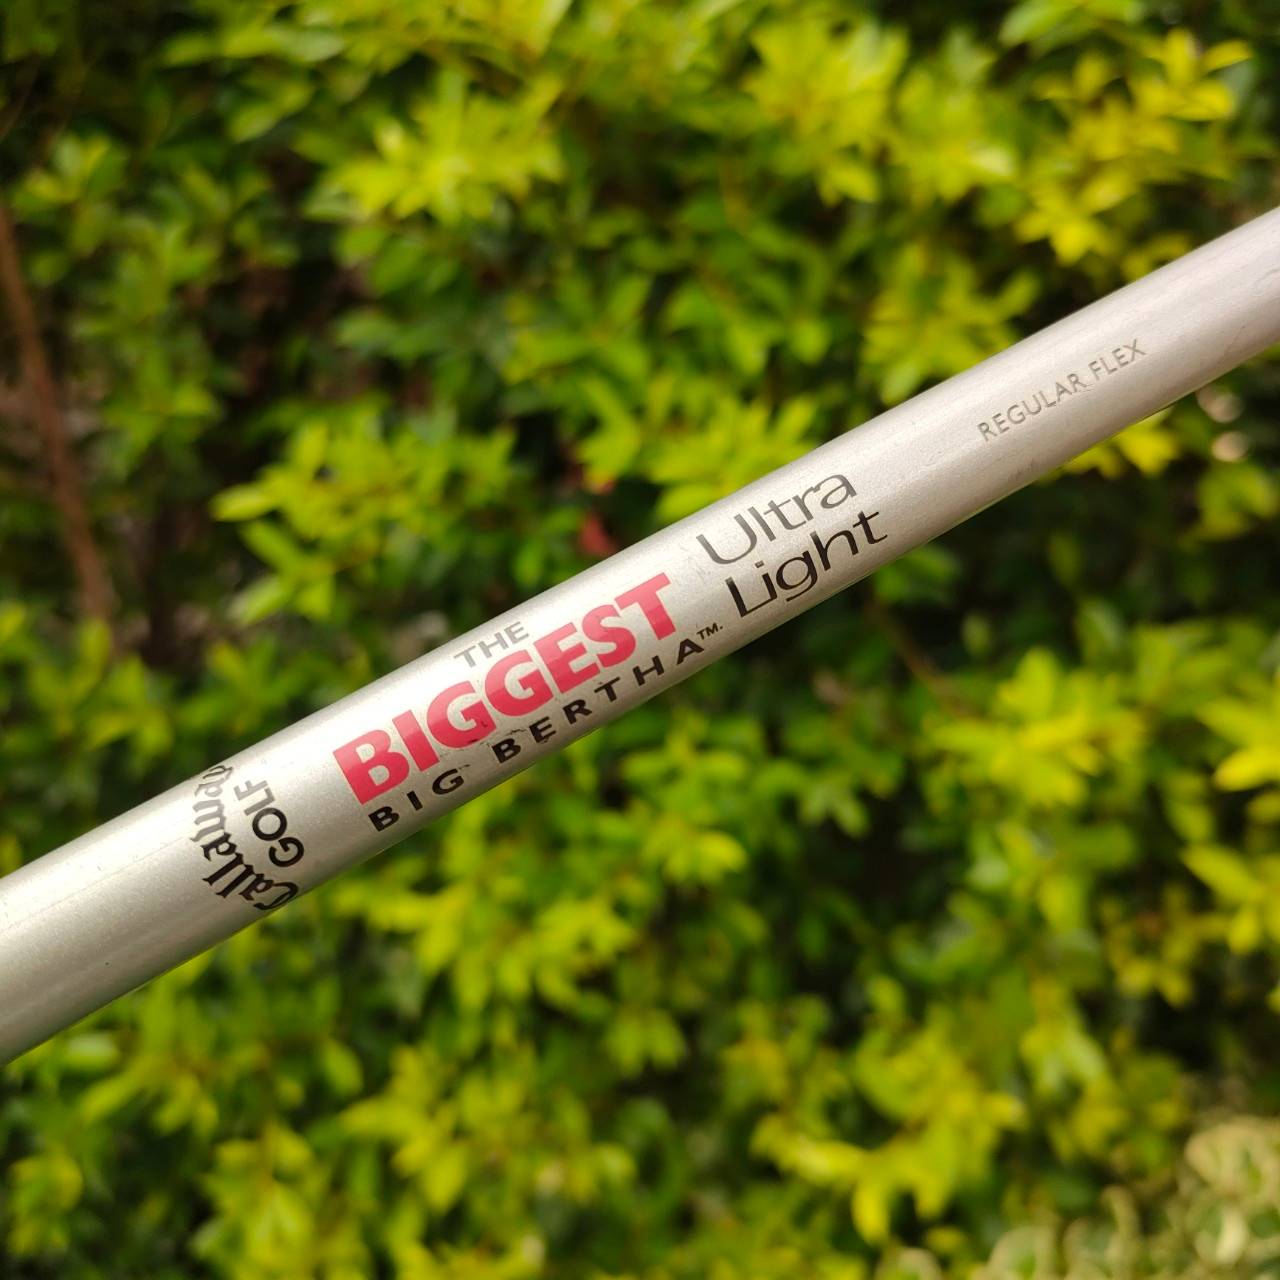 Callaway
GOLF
THE
BIGGEST
BIG BERTHA™.
Ultra
Light
REGULAR FLEX